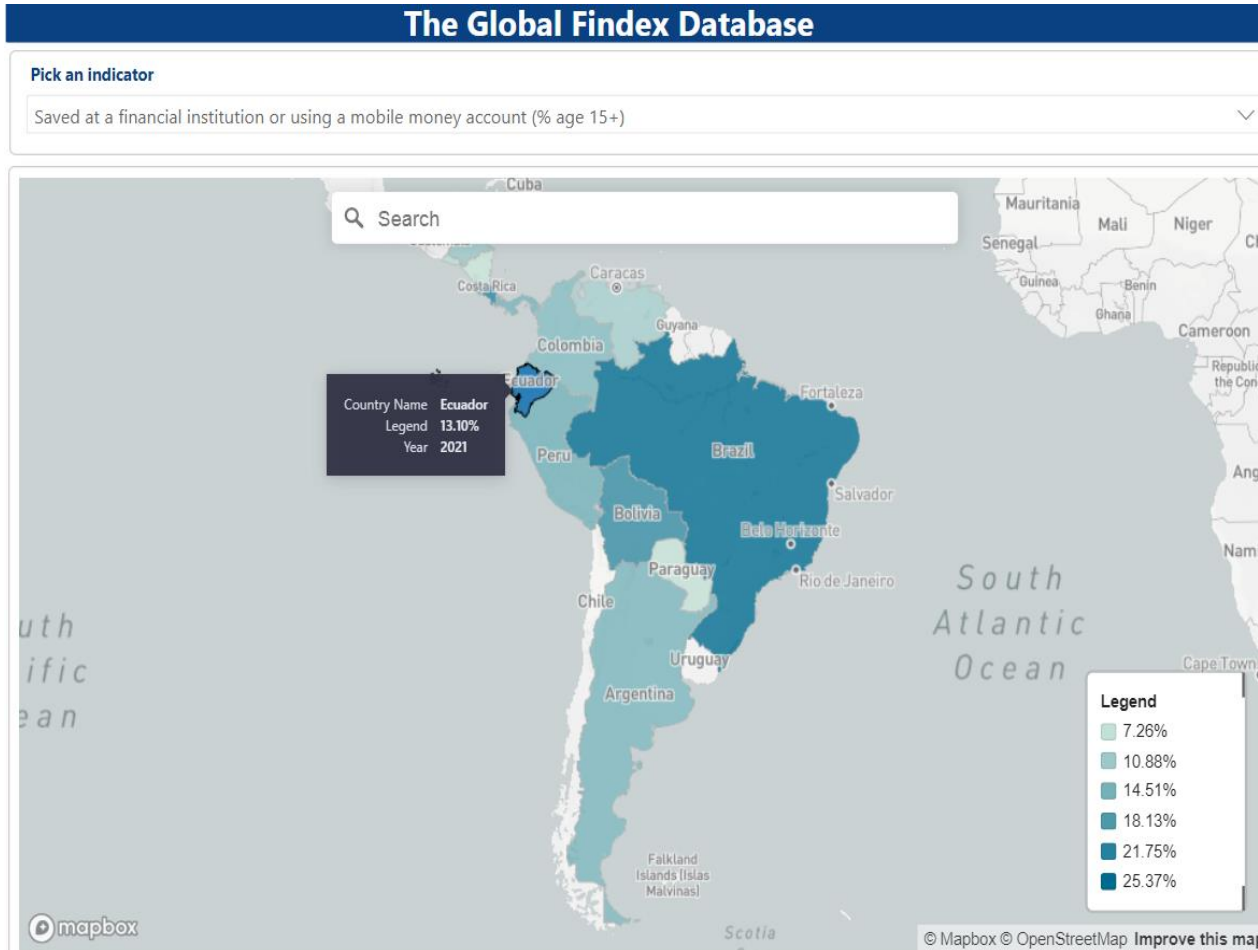 The Global Findex Database
Pick an indicator
Saved at a financial institution or using a mobile money account (% age 15+)
Cuba
Search
Mauritania
Mali
Niger
Senegal
Caracas
Costa Rica
Guinea
Benin
Guyana
Ghana
Colombia
Cameroon
Ecuador
Country Name Ecuador
Legend 13.10%
Year 2021
Fortaleza
Peru
Brazil
Salvador
Bolivia
Belo Horizonte
Paraguay
Rio de Janeiro
Chile
South
Atlantic
Ocean
Uruguay
Cape Town
Argentina
Legend
7.26%
10.88%
14.51%
18.13%
21.75%
25.37%
Falkland
Islands (Islas
Malvinas)
mapbox
Scotia
© Mapbox © OpenStreetMap Improve this map